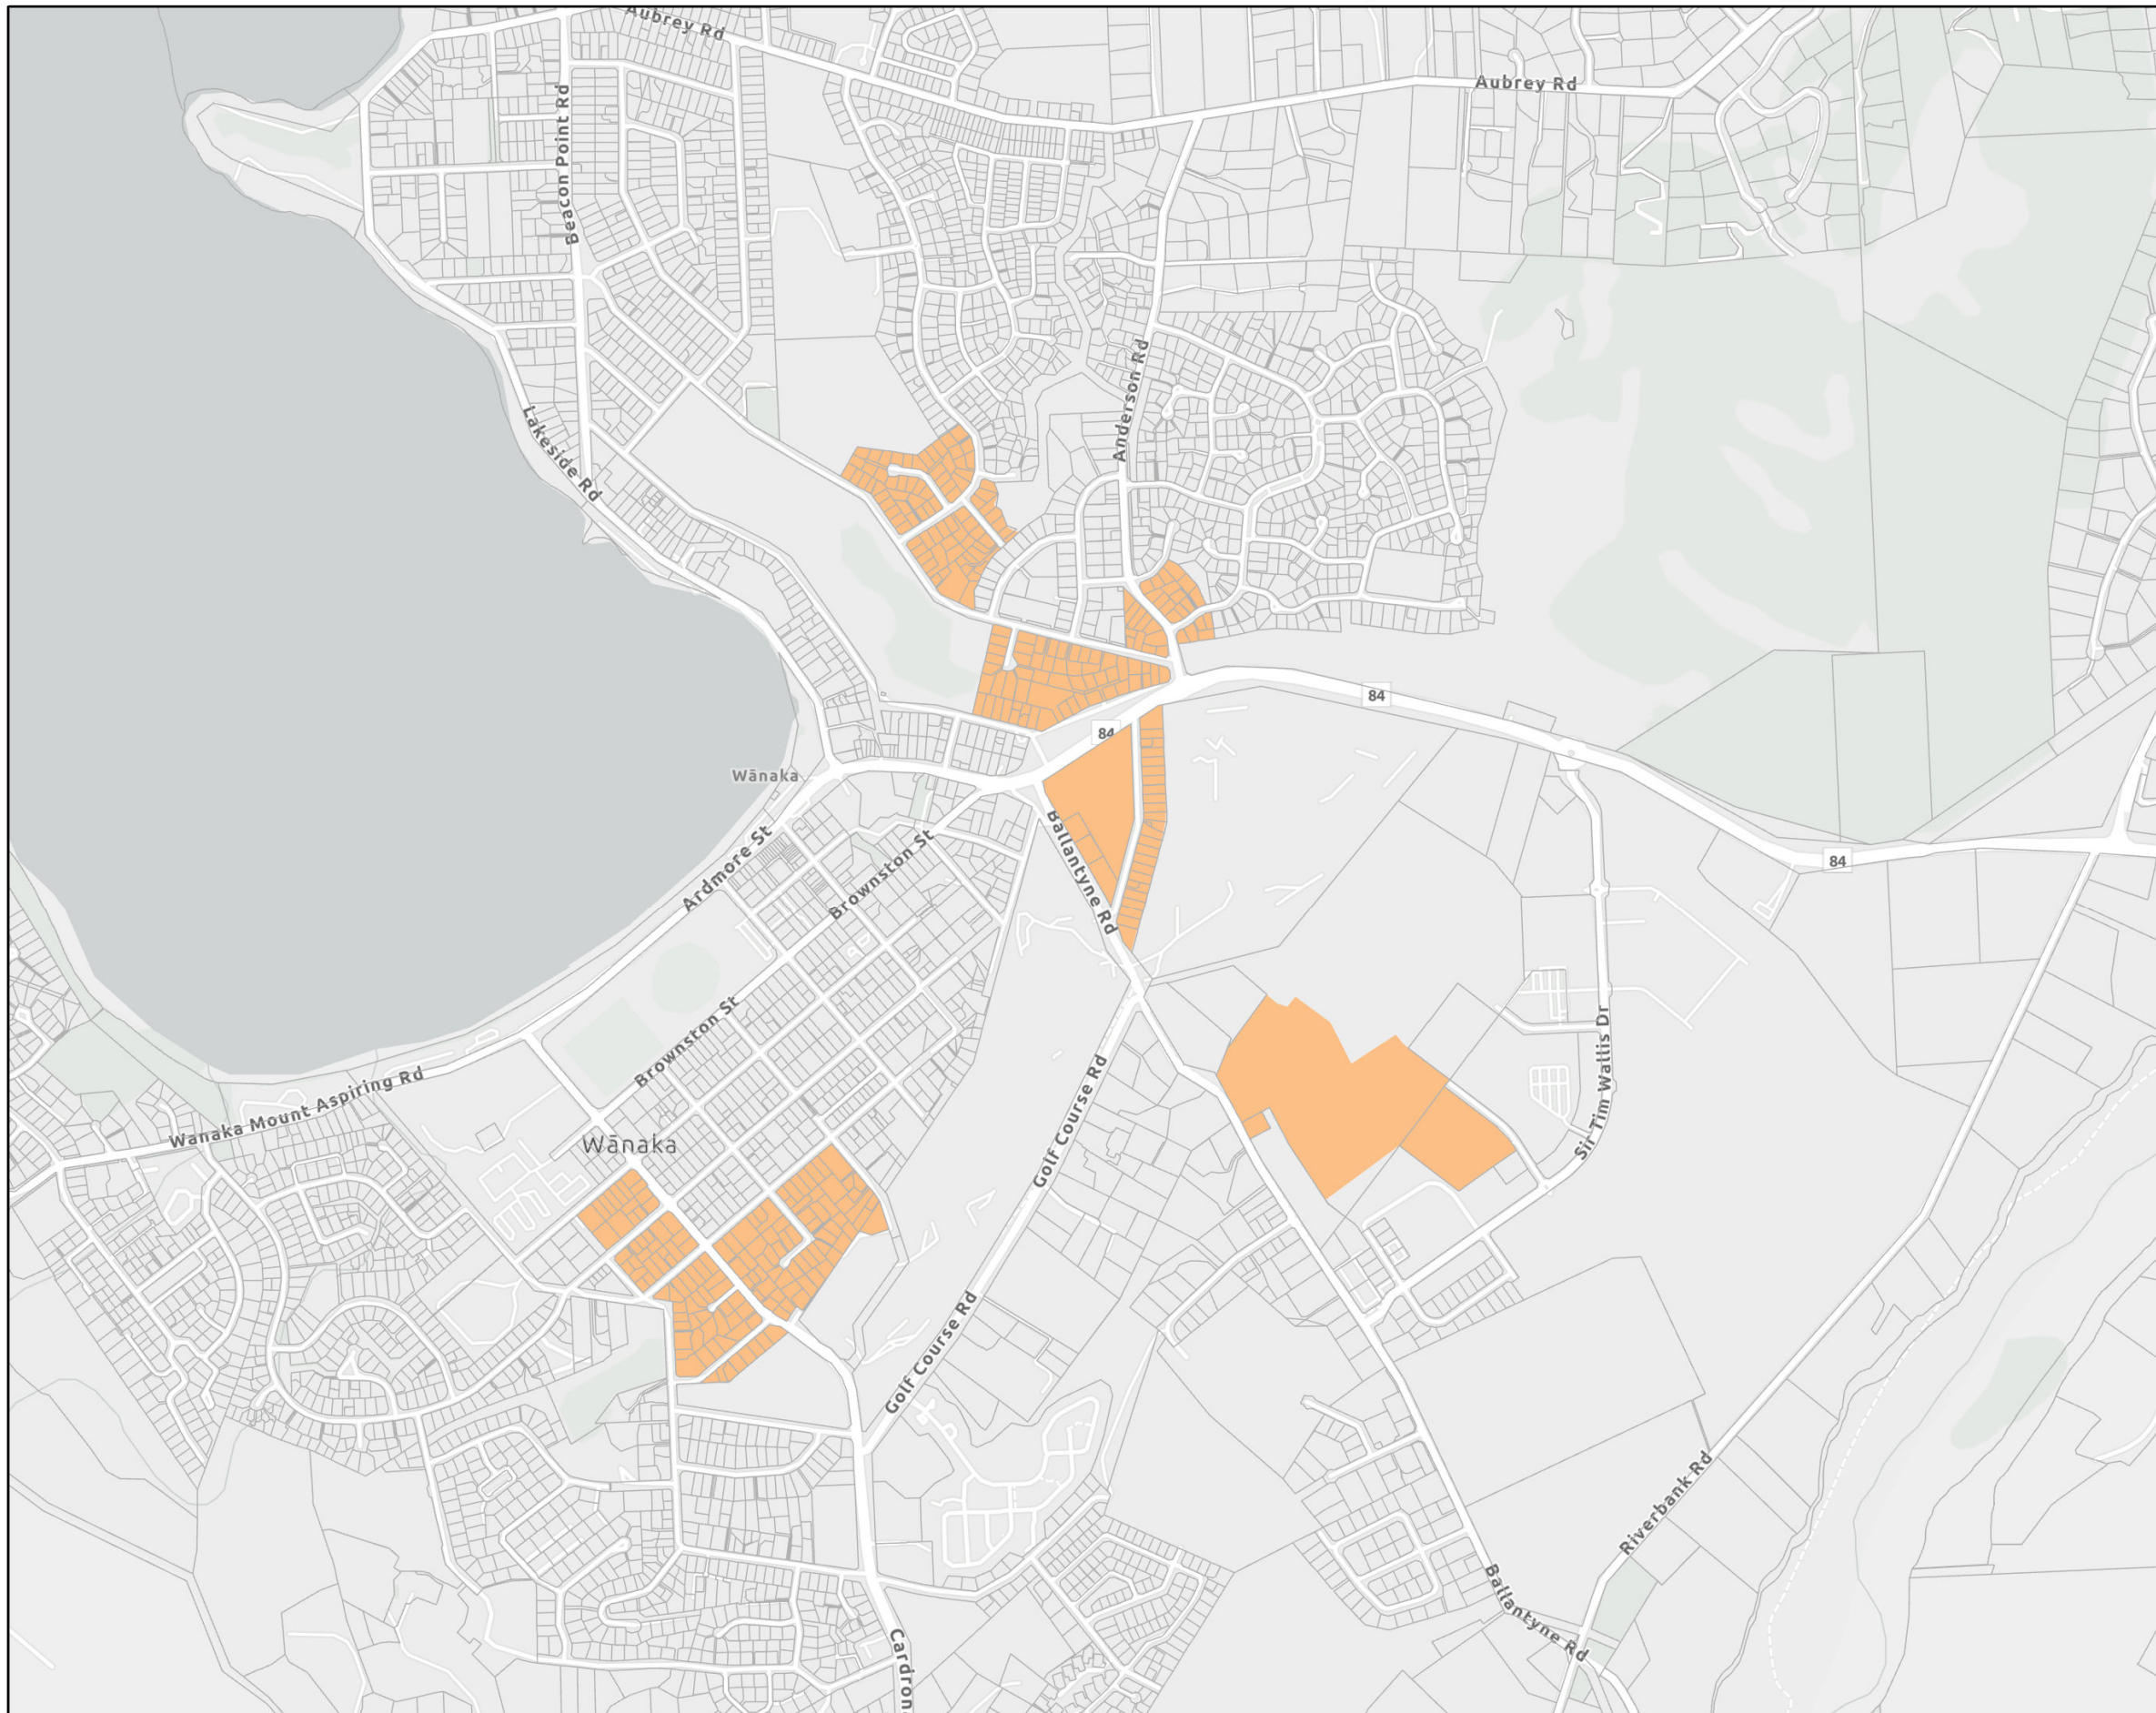 Aubrey Rd
Aubrey Rd
Beacon Point Rd
Lakeside Rd
Anderson Rd
84
84
Wānaka
Ballantyne Rd
Ardmore St
Brownston St
84
Brownston St
Wanaka Mount Aspiring Rd
Wānaka
Golf Course Rd
Sir Tim Wallis Dr
Golf Course Rd
Riverbank Rd
Ballantyne Rd
Cardron